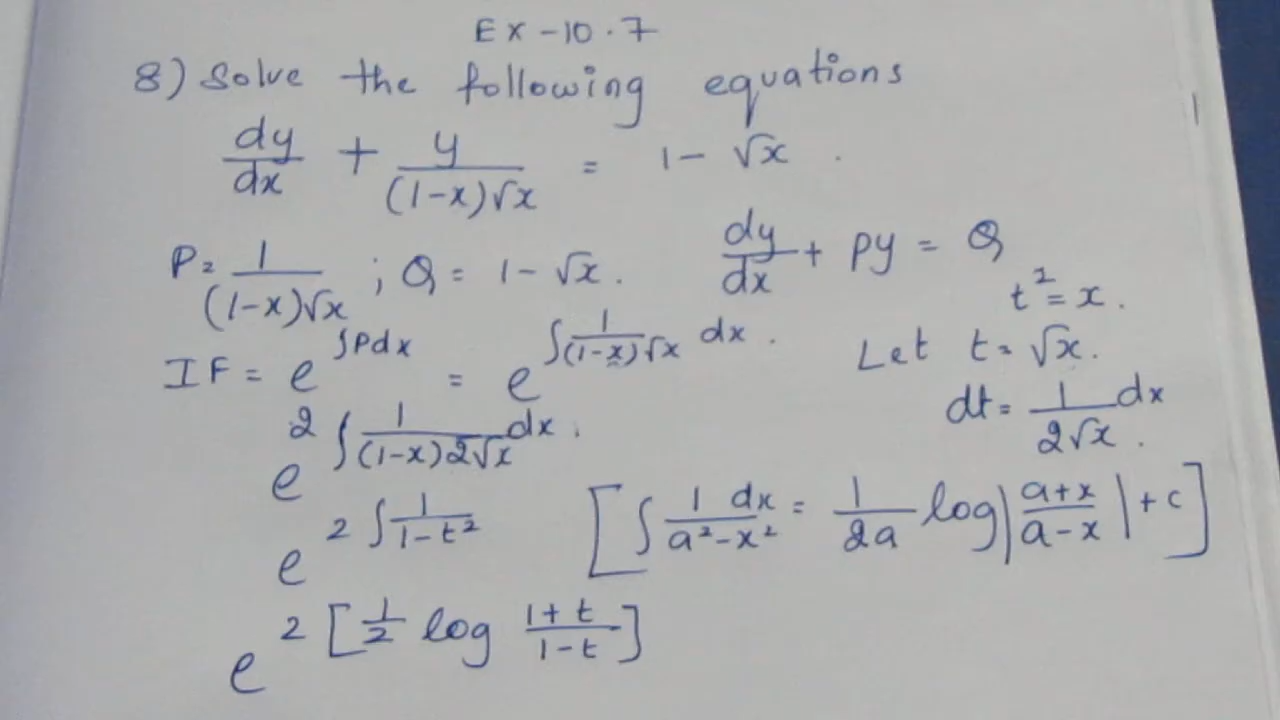 Ex - 10.7
8) Solve the following equations
dy/dx + y/((1-x)√x) = 1 - √x .
P = 1/((1-x)√x) ; Q = 1 - √x . dy/dx + py = Q
t² = x .
IF = e^(∫Pdx) = e^(∫ 1/((1-x)√x) dx) . Let t = √x .
e^(2 ∫ 1/((1-x)2√x) dx) . dt = 1/(2√x) dx .
e^(2 ∫ 1/(1-t²)) [∫ 1/(a²-x²) dx = 1/(2a) log |(a+x)/(a-x)| + c]
e^(2 [1/2 log (1+t)/(1-t)])